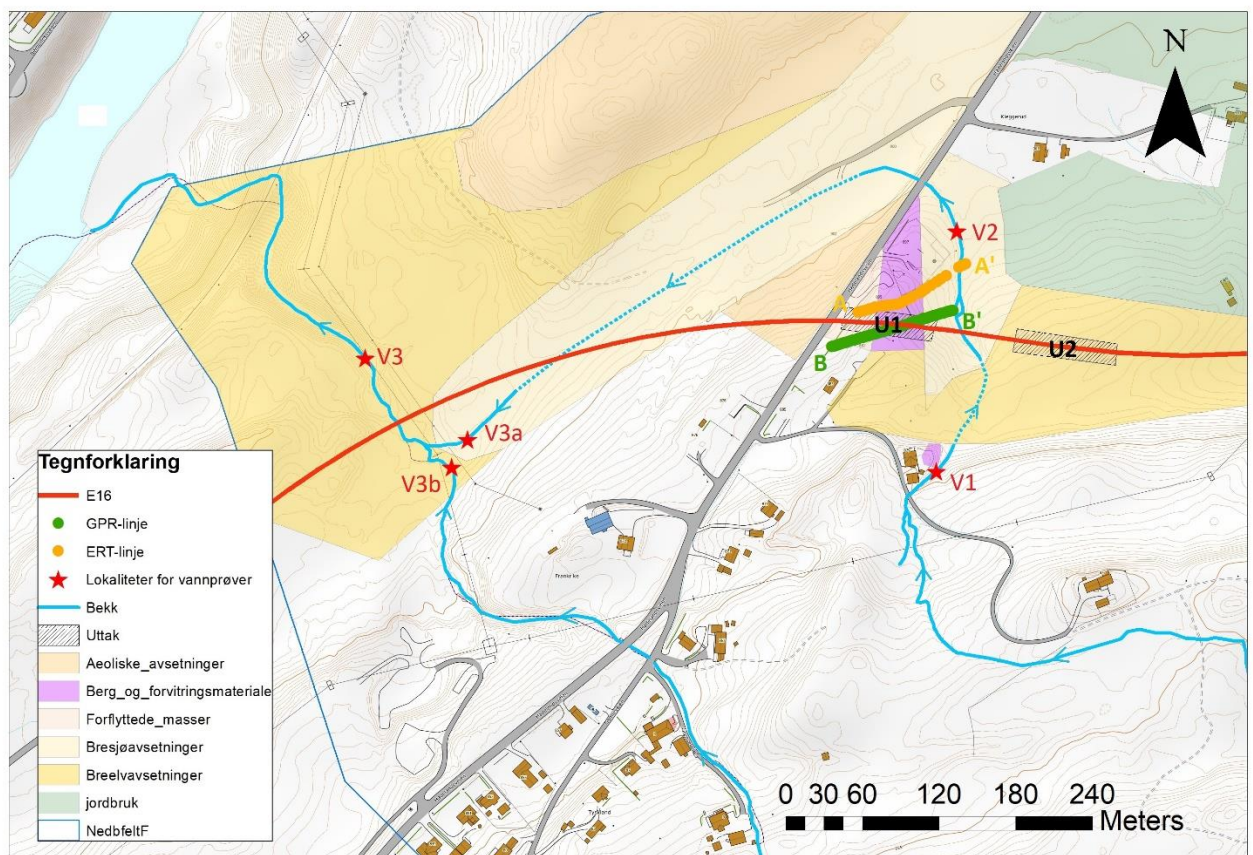 N
Kleggerud
V2
A'
A
B'
U1
B
U2
V3
V3a
V3b
V1
Tegnforklaring
E16
GPR-linje
ERT-linje
Lokaliteter for vannprøver
Bekk
Uttak
Aeoliske_avsetninger
Berg_og_forvitringsmateriale
Forflyttede_masser
Bresjøavsetninger
Breelvavsetninger
jordbruk
NedbfeltF
0 30 60 120 180 240
Meters